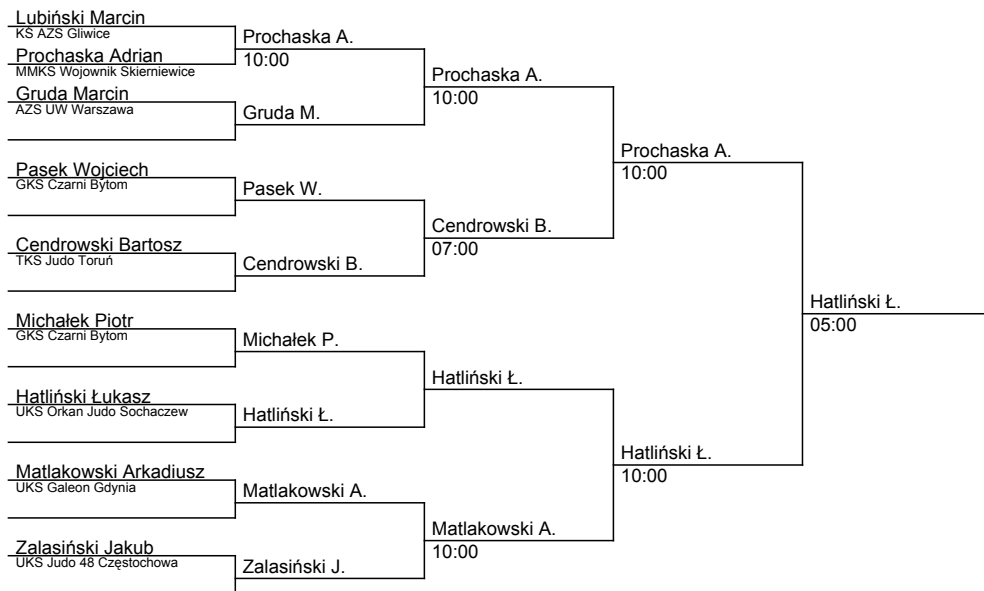 Lubiński Marcin
KS AZS Gliwice
Prochaska A.
10:00
Prochaska Adrian
MMKS Wojownik Skierniewice
Prochaska A.
10:00
Gruda Marcin
AZS UW Warszawa
Gruda M.
Prochaska A.
10:00
Pasek Wojciech
GKS Czarni Bytom
Pasek W.
Cendrowski B.
07:00
Cendrowski Bartosz
TKS Judo Toruń
Cendrowski B.
Hatliński Ł.
05:00
Michałek Piotr
GKS Czarni Bytom
Michałek P.
Hatliński Ł.
Hatliński Łukasz
UKS Orkan Judo Sochaczew
Hatliński Ł.
Hatliński Ł.
10:00
Matlakowski Arkadiusz
UKS Galeon Gdynia
Matlakowski A.
Matlakowski A.
10:00
Zalasiński Jakub
UKS Judo 48 Częstochowa
Zalasiński J.